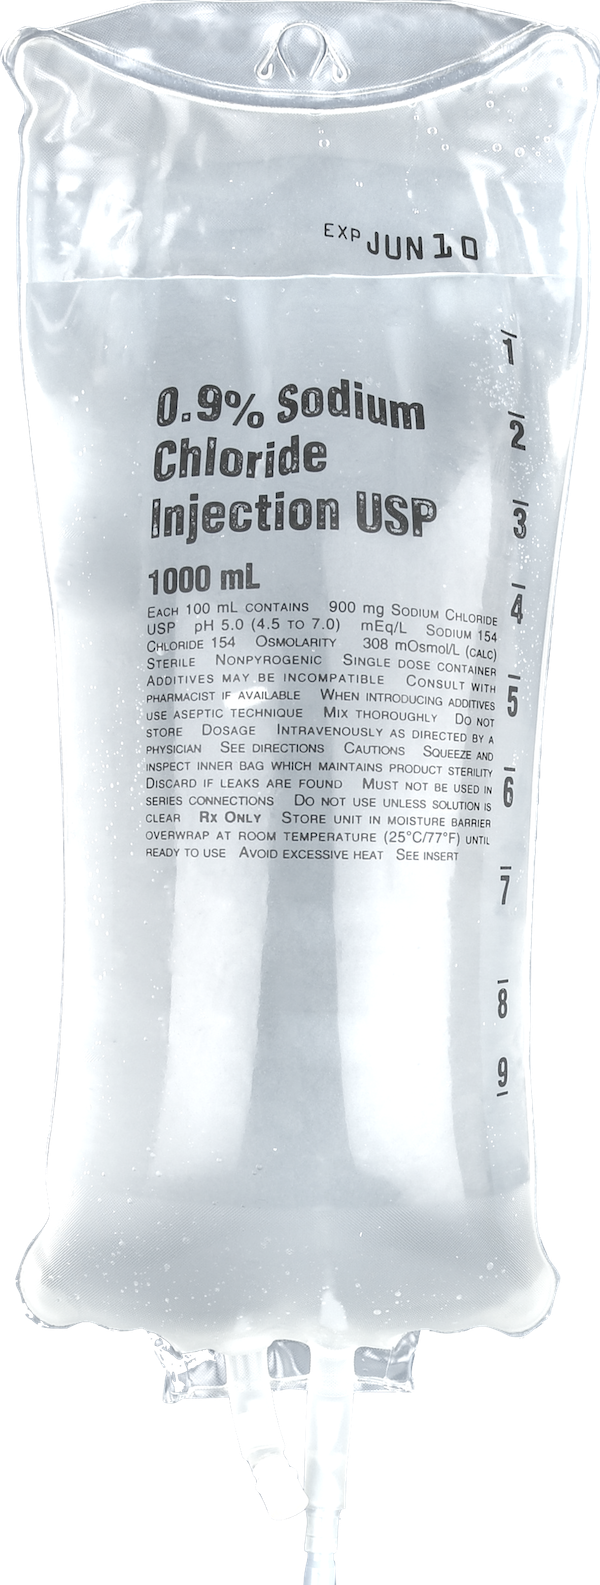 EXP JUN 10
0.9% Sodium
Chloride
Injection USP
1000 mL
EACH 100 mL CONTAINS 900 mg SODIUM CHLORIDE
USP pH 5.0 (4.5 TO 7.0) mEq/L SODIUM 154
CHLORIDE 154 OSMOLARITY 308 mOsmol/L (CALC)
STERILE NONPYROGENIC SINGLE DOSE CONTAINER
ADDITIVES MAY BE INCOMPATIBLE CONSULT WITH
PHARMACIST IF AVAILABLE WHEN INTRODUCING ADDITIVES
USE ASEPTIC TECHNIQUE MIX THOROUGHLY DO NOT
STORE DOSAGE INTRAVENOUSLY AS DIRECTED BY A
PHYSICIAN SEE DIRECTIONS CAUTIONS SQUEEZE AND
INSPECT INNER BAG WHICH MAINTAINS PRODUCT STERILITY
DISCARD IF LEAKS ARE FOUND MUST NOT BE USED IN
SERIES CONNECTIONS DO NOT USE UNLESS SOLUTION IS
CLEAR Rx ONLY STORE UNIT IN MOISTURE BARRIER
OVERWRAP AT ROOM TEMPERATURE (25°C/77°F) UNTIL
READY TO USE AVOID EXCESSIVE HEAT SEE INSERT
1
2
3
4
5
6
7
8
9